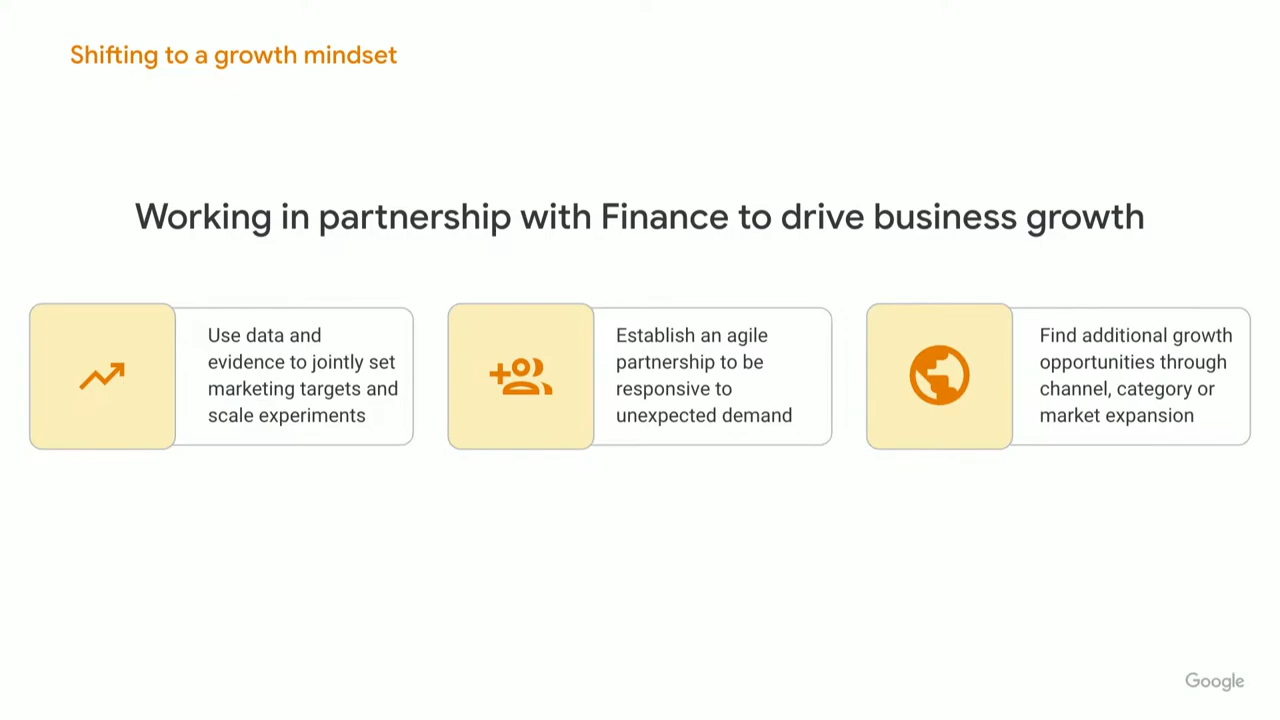 Shifting to a growth mindset
Working in partnership with Finance to drive business growth
Use data and
evidence to jointly set
marketing targets and
scale experiments
Establish an agile
partnership to be
responsive to
unexpected demand
Find additional growth
opportunities through
channel, category or
market expansion
Google